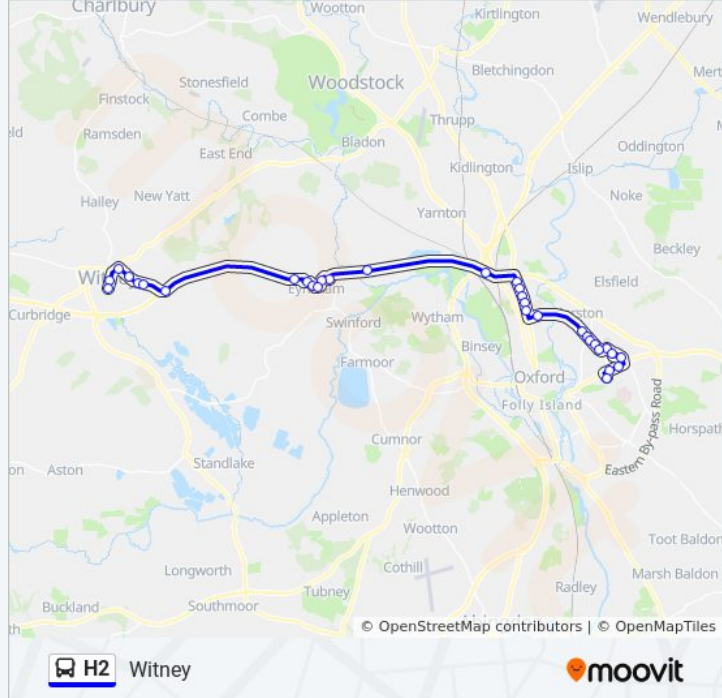 Charlbury
Wootton
Kirtlington
Wendlebury
Stonesfield
Woodstock
Bletchingdon
Finstock
Combe
Thrupp
Ramsden
Bladon
Oddington
East End
Kidlington
Islip
Hailey
New Yatt
Noke
Yarnton
Beckley
Elsfield
Curbridge
Swinford
Wytham
Binsey
Farmoor
Oxford
Folly Island
Horspath
Cumnor
Eastern By-pass Road
Aston
Standlake
Henwood
Appleton
Wootton
Toot Baldon
Longworth
Cothill
Tubney
Radley
Marsh Baldon
Buckland
Southmoor
© OpenStreetMap contributors | © OpenMapTiles
H2 Witney
moovit